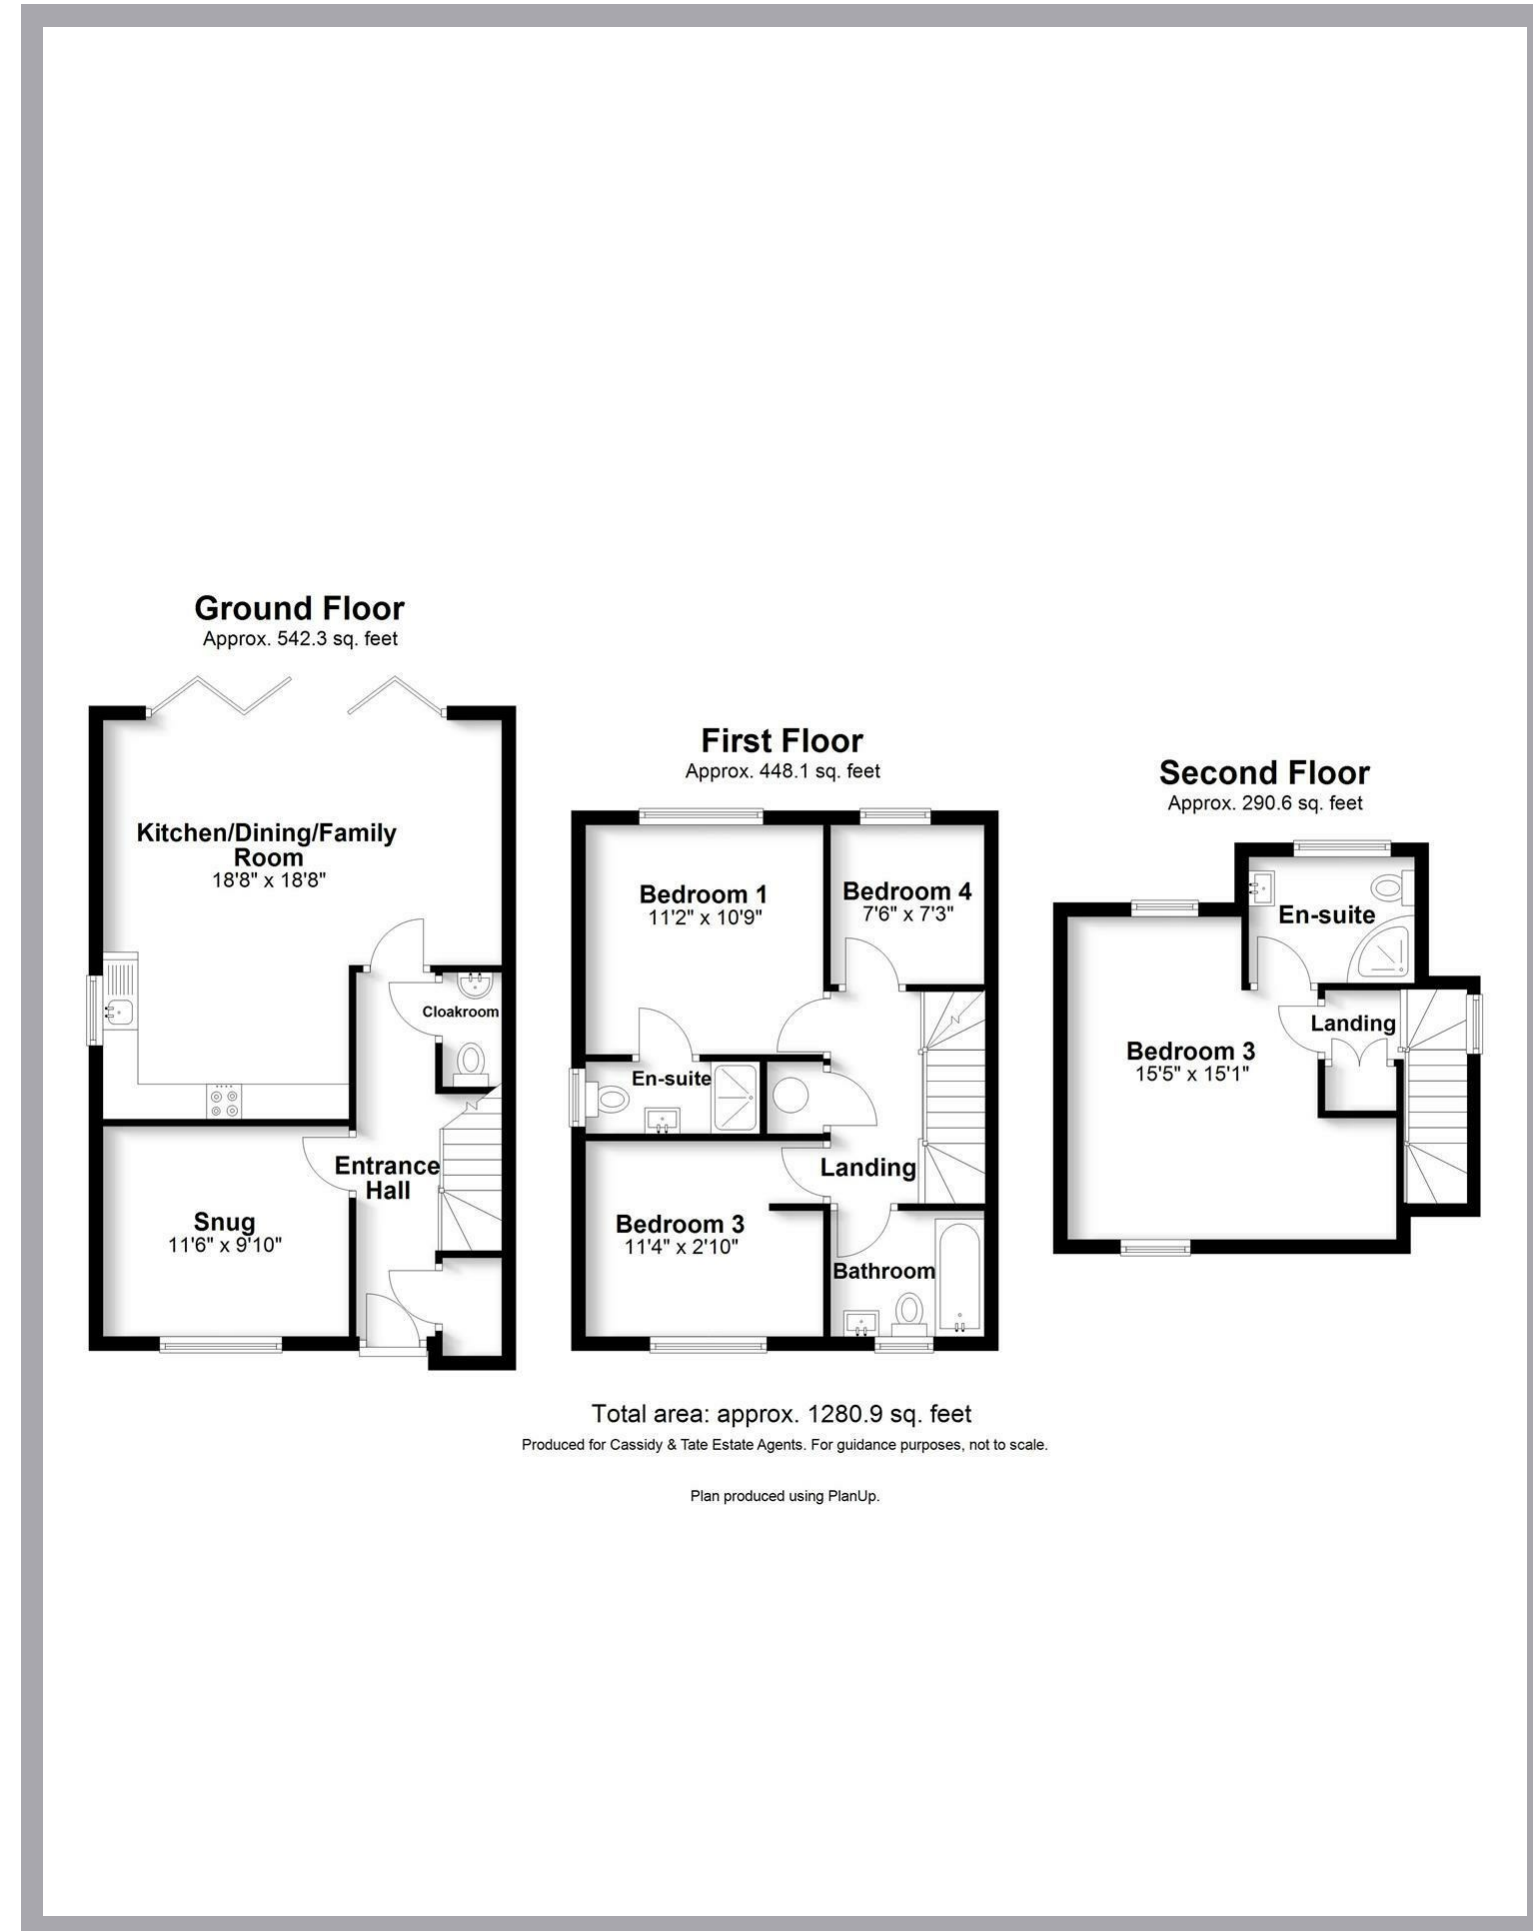 Ground Floor
Approx. 542.3 sq. feet
Kitchen/Dining/Family
Room
18'8" x 18'8"
Cloakroom
Entrance
Hall
Snug
11'6" x 9'10"
First Floor
Approx. 448.1 sq. feet
Bedroom 1
11'2" x 10'9"
Bedroom 4
7'6" x 7'3"
En-suite
Landing
Bedroom 3
11'4" x 2'10"
Bathroom
Second Floor
Approx. 290.6 sq. feet
En-suite
Landing
Bedroom 3
15'5" x 15'1"
Total area: approx. 1280.9 sq. feet
Produced for Cassidy & Tate Estate Agents. For guidance purposes, not to scale.
Plan produced using PlanUp.